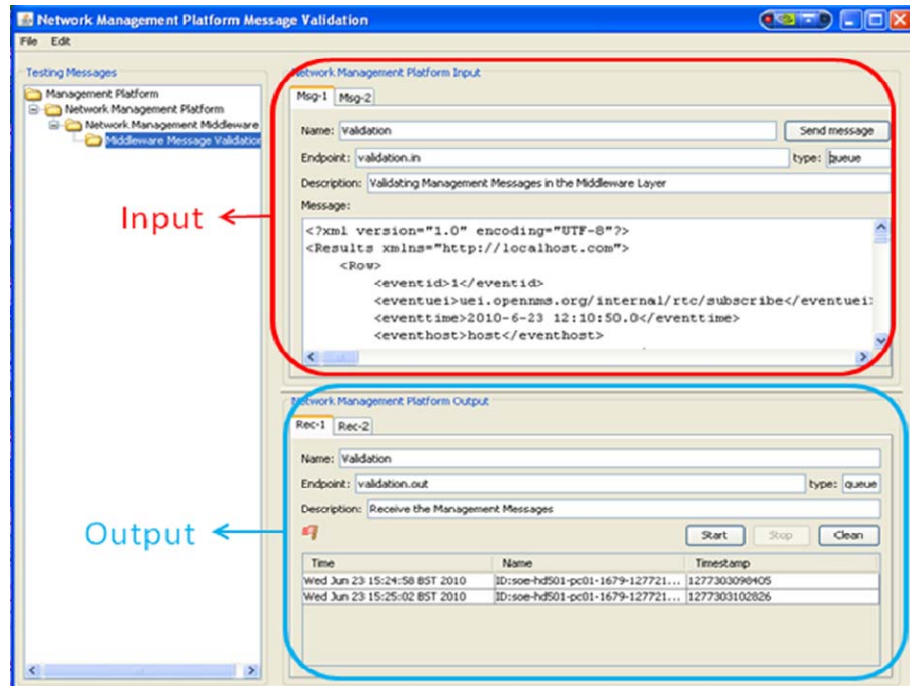 Network Management Platform Message Validation
File Edit
Testing Messages
Management Platform
Network Management Platform
Network Management Middleware
Middleware Message Validation
Input
Output
Network Management Platform Input
Msg-1 Msg-2
Name: Validation Send message
Endpoint: validation.in type: queue
Description: Validating Management Messages in the Middleware Layer
Message:
<?xml version="1.0" encoding="UTF-8"?>
<Results xmlns="http://localhost.com">
<Row>
<eventid>1</eventid>
<eventuei>uei.opennms.org/internal/rtc/subscribe</eventuei>
<eventtime>2010-6-23 12:10:50.0</eventtime>
<eventhost>host</eventhost>
Network Management Platform Output
Rec-1 Rec-2
Name: Validation
Endpoint: validation.out type: queue
Description: Receive the Management Messages
Start Stop Clean
Time Name Timestamp
Wed Jun 23 15:24:58 BST 2010 ID:soe-hd501-pc01-1679-127721... 1277303098405
Wed Jun 23 15:25:02 BST 2010 ID:soe-hd501-pc01-1679-127721... 1277303102826